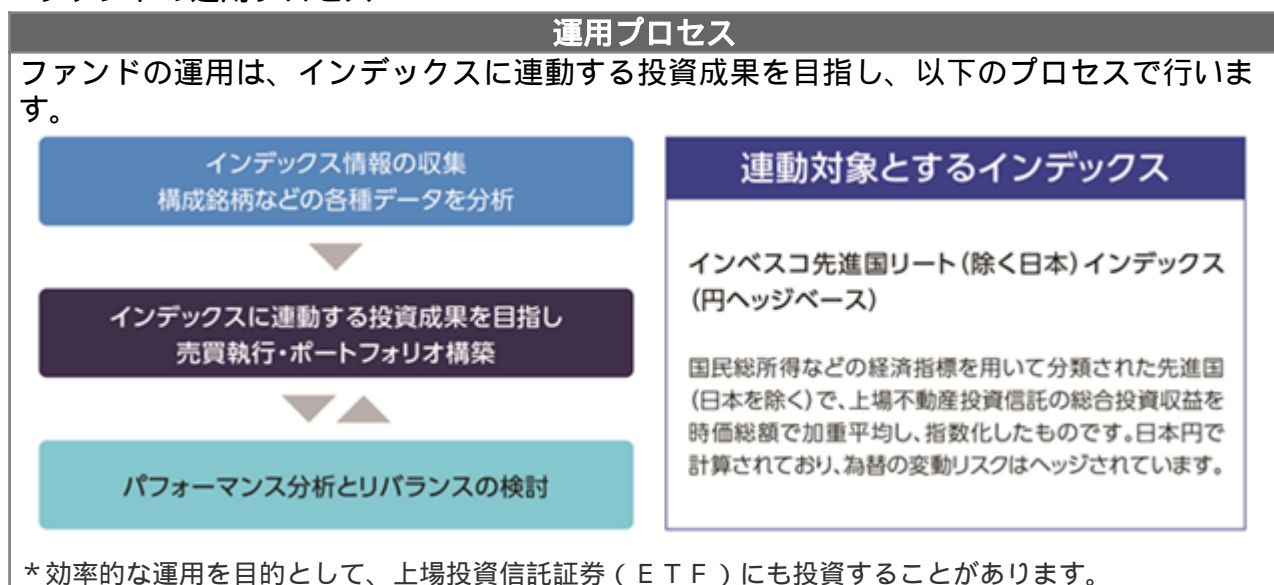 運用プロセス
ファンドの運用は、インデックスに連動する投資成果を目指し、以下のプロセスで行いま
す。
インデックス情報の収集
構成銘柄などの各種データを分析
インデックスに連動する投資成果を目指し
売買執行・ポートフォリオ構築
パフォーマンス分析とリバランスの検討
連動対象とするインデックス
インベスコ先進国リート(除く日本)インデックス
(円ヘッジベース)
国民総所得などの経済指標を用いて分類された先進国
(日本を除く)で、上場不動産投資信託の総合投資収益を
時価総額で加重平均し、指数化したものです。日本円で
計算されており、為替の変動リスクはヘッジされています。
*効率的な運用を目的として、上場投資信託証券(ETF)にも投資することがあります。